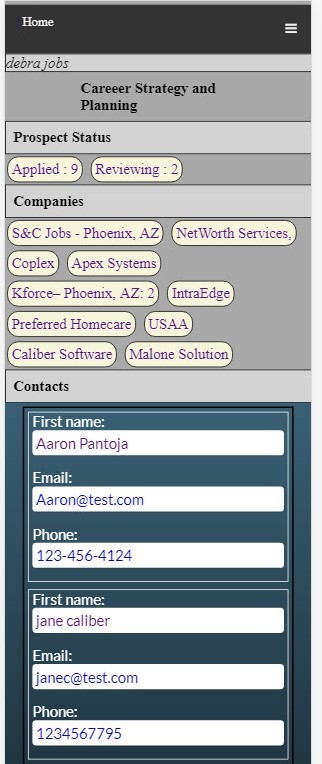 Home
debra jobs
Careeer Strategy and
Planning
Prospect Status
Applied : 9 Reviewing : 2
Companies
S&C Jobs - Phoenix, AZ NetWorth Services,
Coplex Apex Systems
Kforce– Phoenix, AZ: 2 IntraEdge
Preferred Homecare USAA
Caliber Software Malone Solution
Contacts
First name:
Aaron Pantoja
Email:
Aaron@test.com
Phone:
123-456-4124
First name:
jane caliber
Email:
janec@test.com
Phone:
1234567795